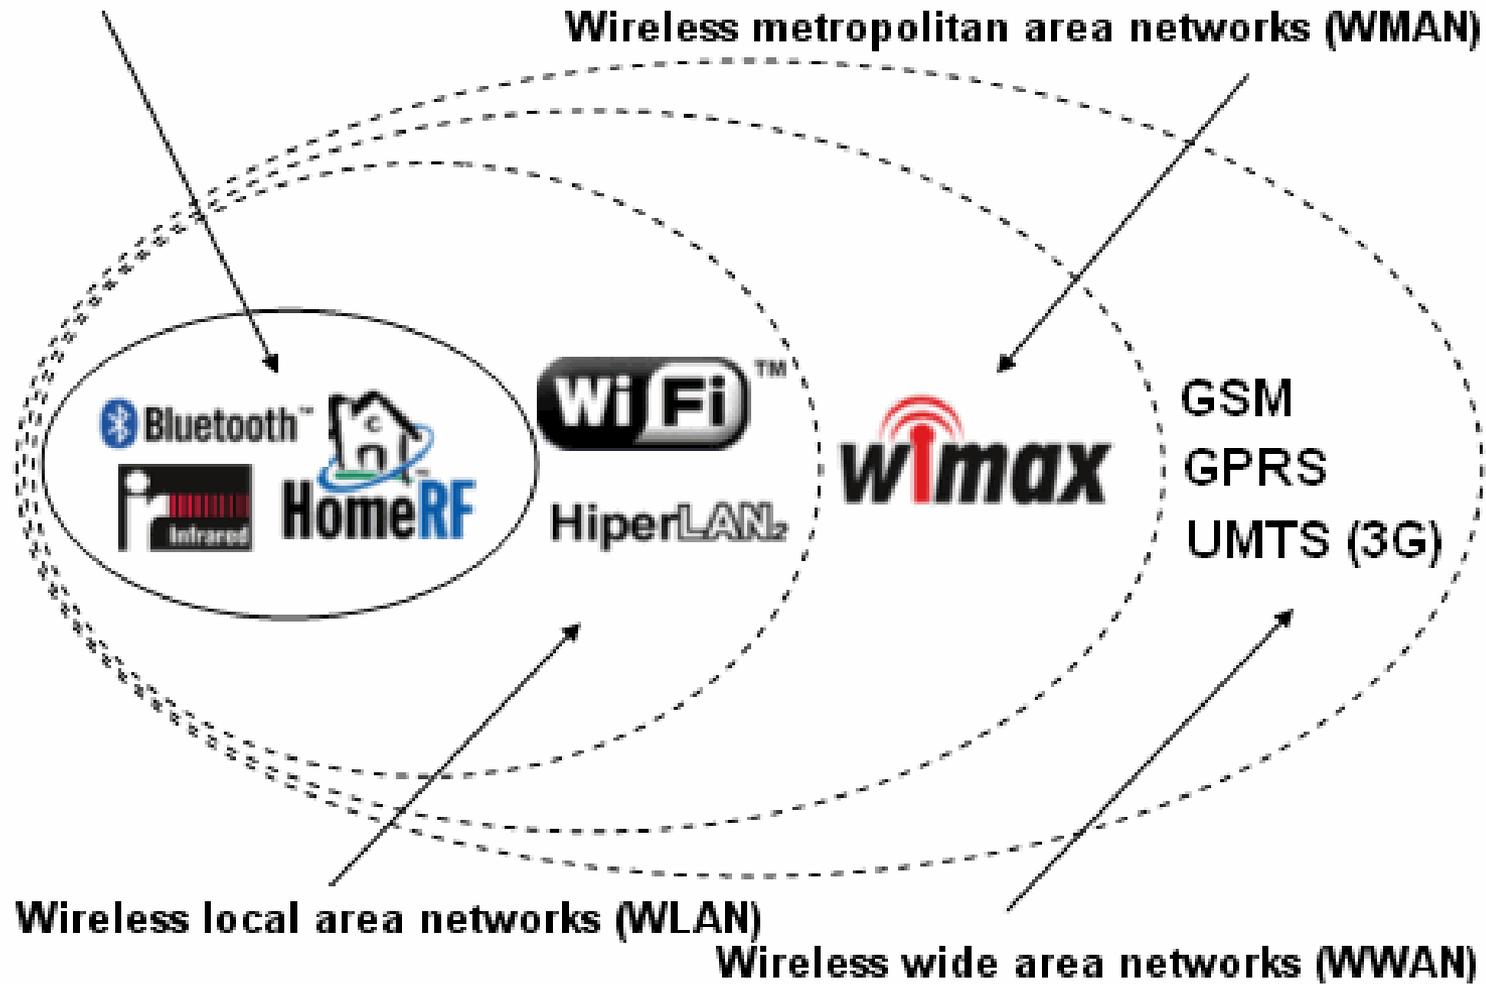 Wireless metropolitan area networks (WMAN)
Bluetooth™
Infrared
HomeRF™
WiFi™
HiperLAN2
wimax
GSM
GPRS
UMTS (3G)
Wireless local area networks (WLAN)
Wireless wide area networks (WWAN)